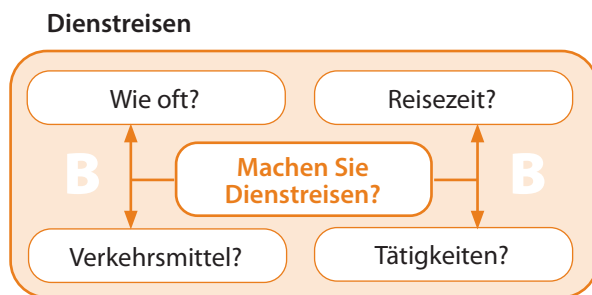 Dienstreisen
Wie oft?
Reisezeit?
B
Machen Sie
Dienstreisen?
B
Verkehrsmittel?
Tätigkeiten?